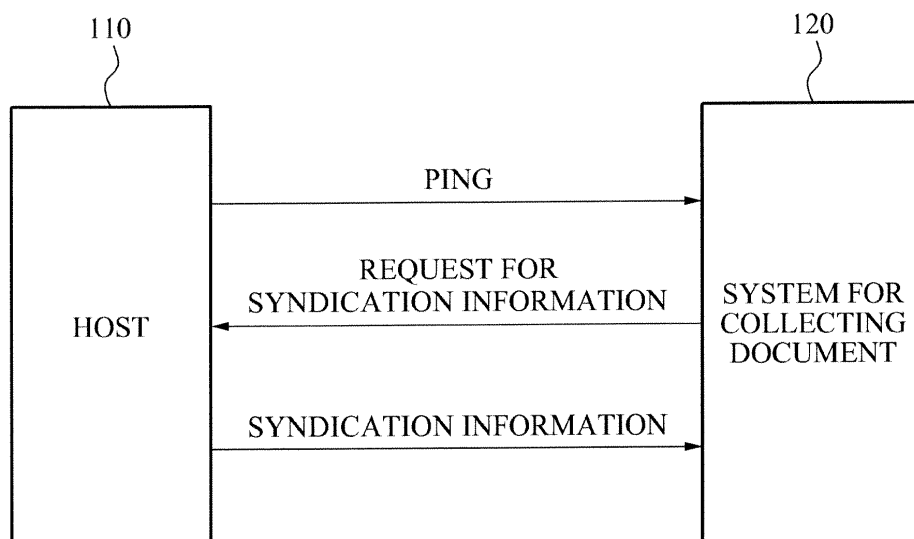 110
120
PING
REQUEST FOR
SYNDICATION INFORMATION
HOST
SYSTEM FOR
COLLECTING
DOCUMENT
SYNDICATION INFORMATION